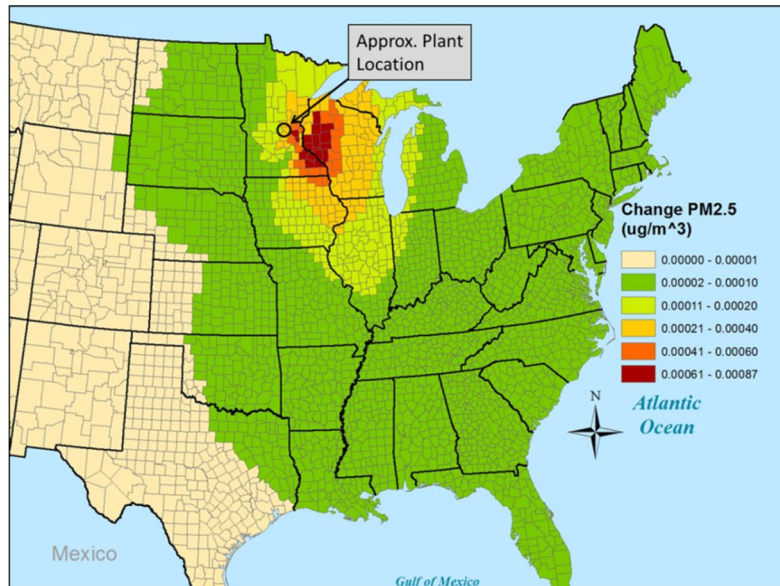 Approx. Plant
Location
Change PM2.5
(ug/m^3)
0.00000 - 0.00001
0.00002 - 0.00010
0.00011 - 0.00020
0.00021 - 0.00040
0.00041 - 0.00060
0.00061 - 0.00087
N
Atlantic
Ocean
Mexico
Gulf of Mexico